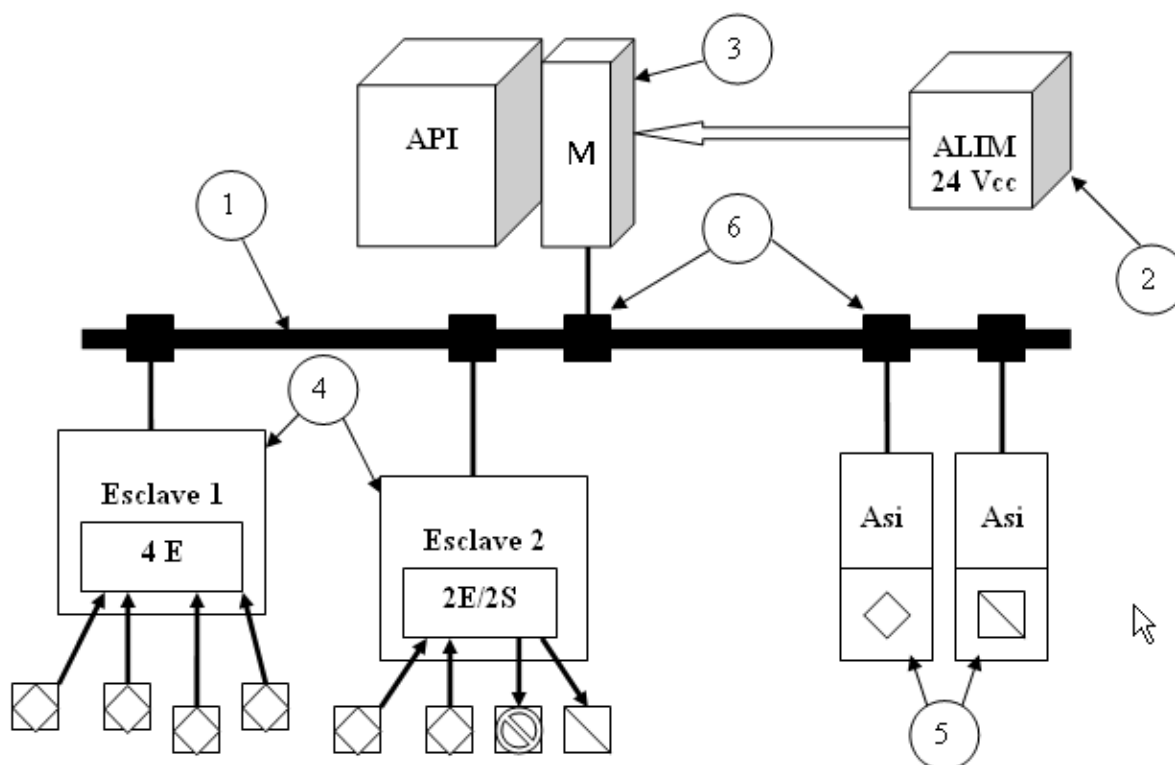 3
API
M
ALIM
24 Vcc
1
6
2
4
Esclave 1
4 E
Esclave 2
2E/2S
Asi
Asi
5